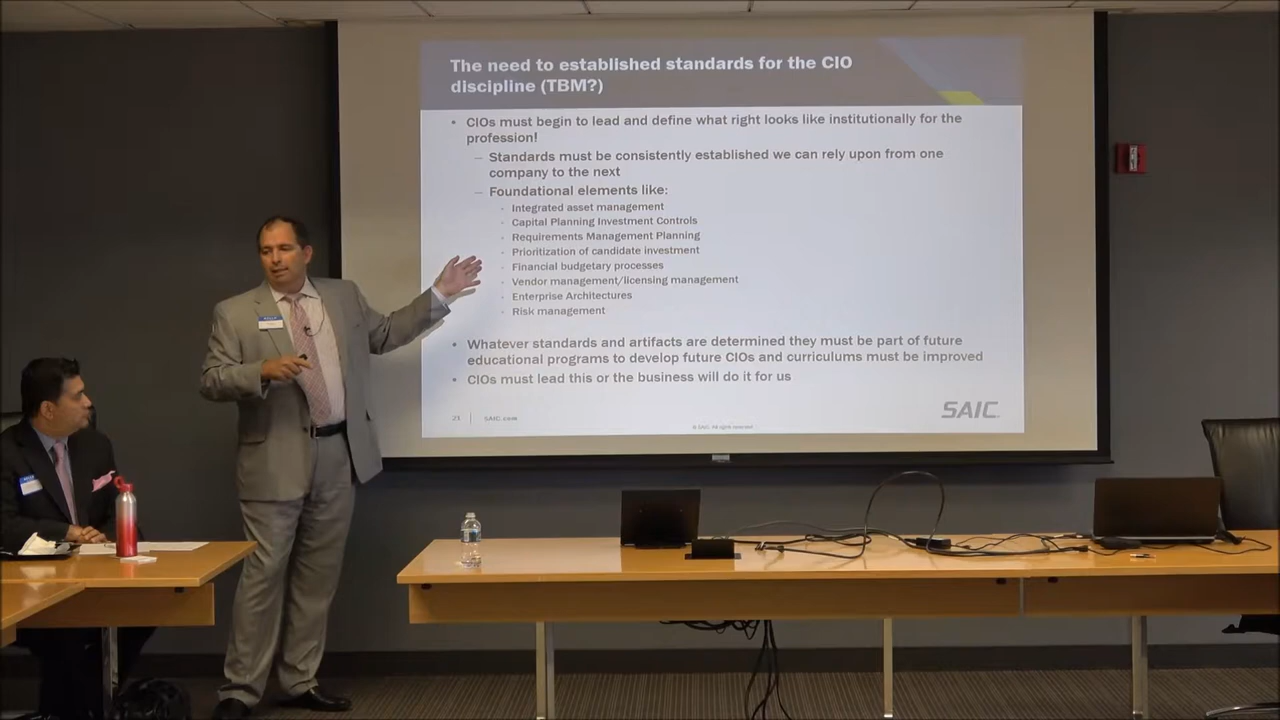 The need to established standards for the CIO
discipline (TBM?)
• CIOs must begin to lead and define what right looks like institutionally for the
profession!
– Standards must be consistently established we can rely upon from one
company to the next
– Foundational elements like:
· Integrated asset management
· Capital Planning Investment Controls
· Requirements Management Planning
· Prioritization of candidate investment
· Financial budgetary processes
· Vendor management/licensing management
· Enterprise Architectures
· Risk management
• Whatever standards and artifacts are determined they must be part of future
educational programs to develop future CIOs and curriculums must be improved
• CIOs must lead this or the business will do it for us
21 | SAIC.com
© SAIC. All rights reserved.
SAIC